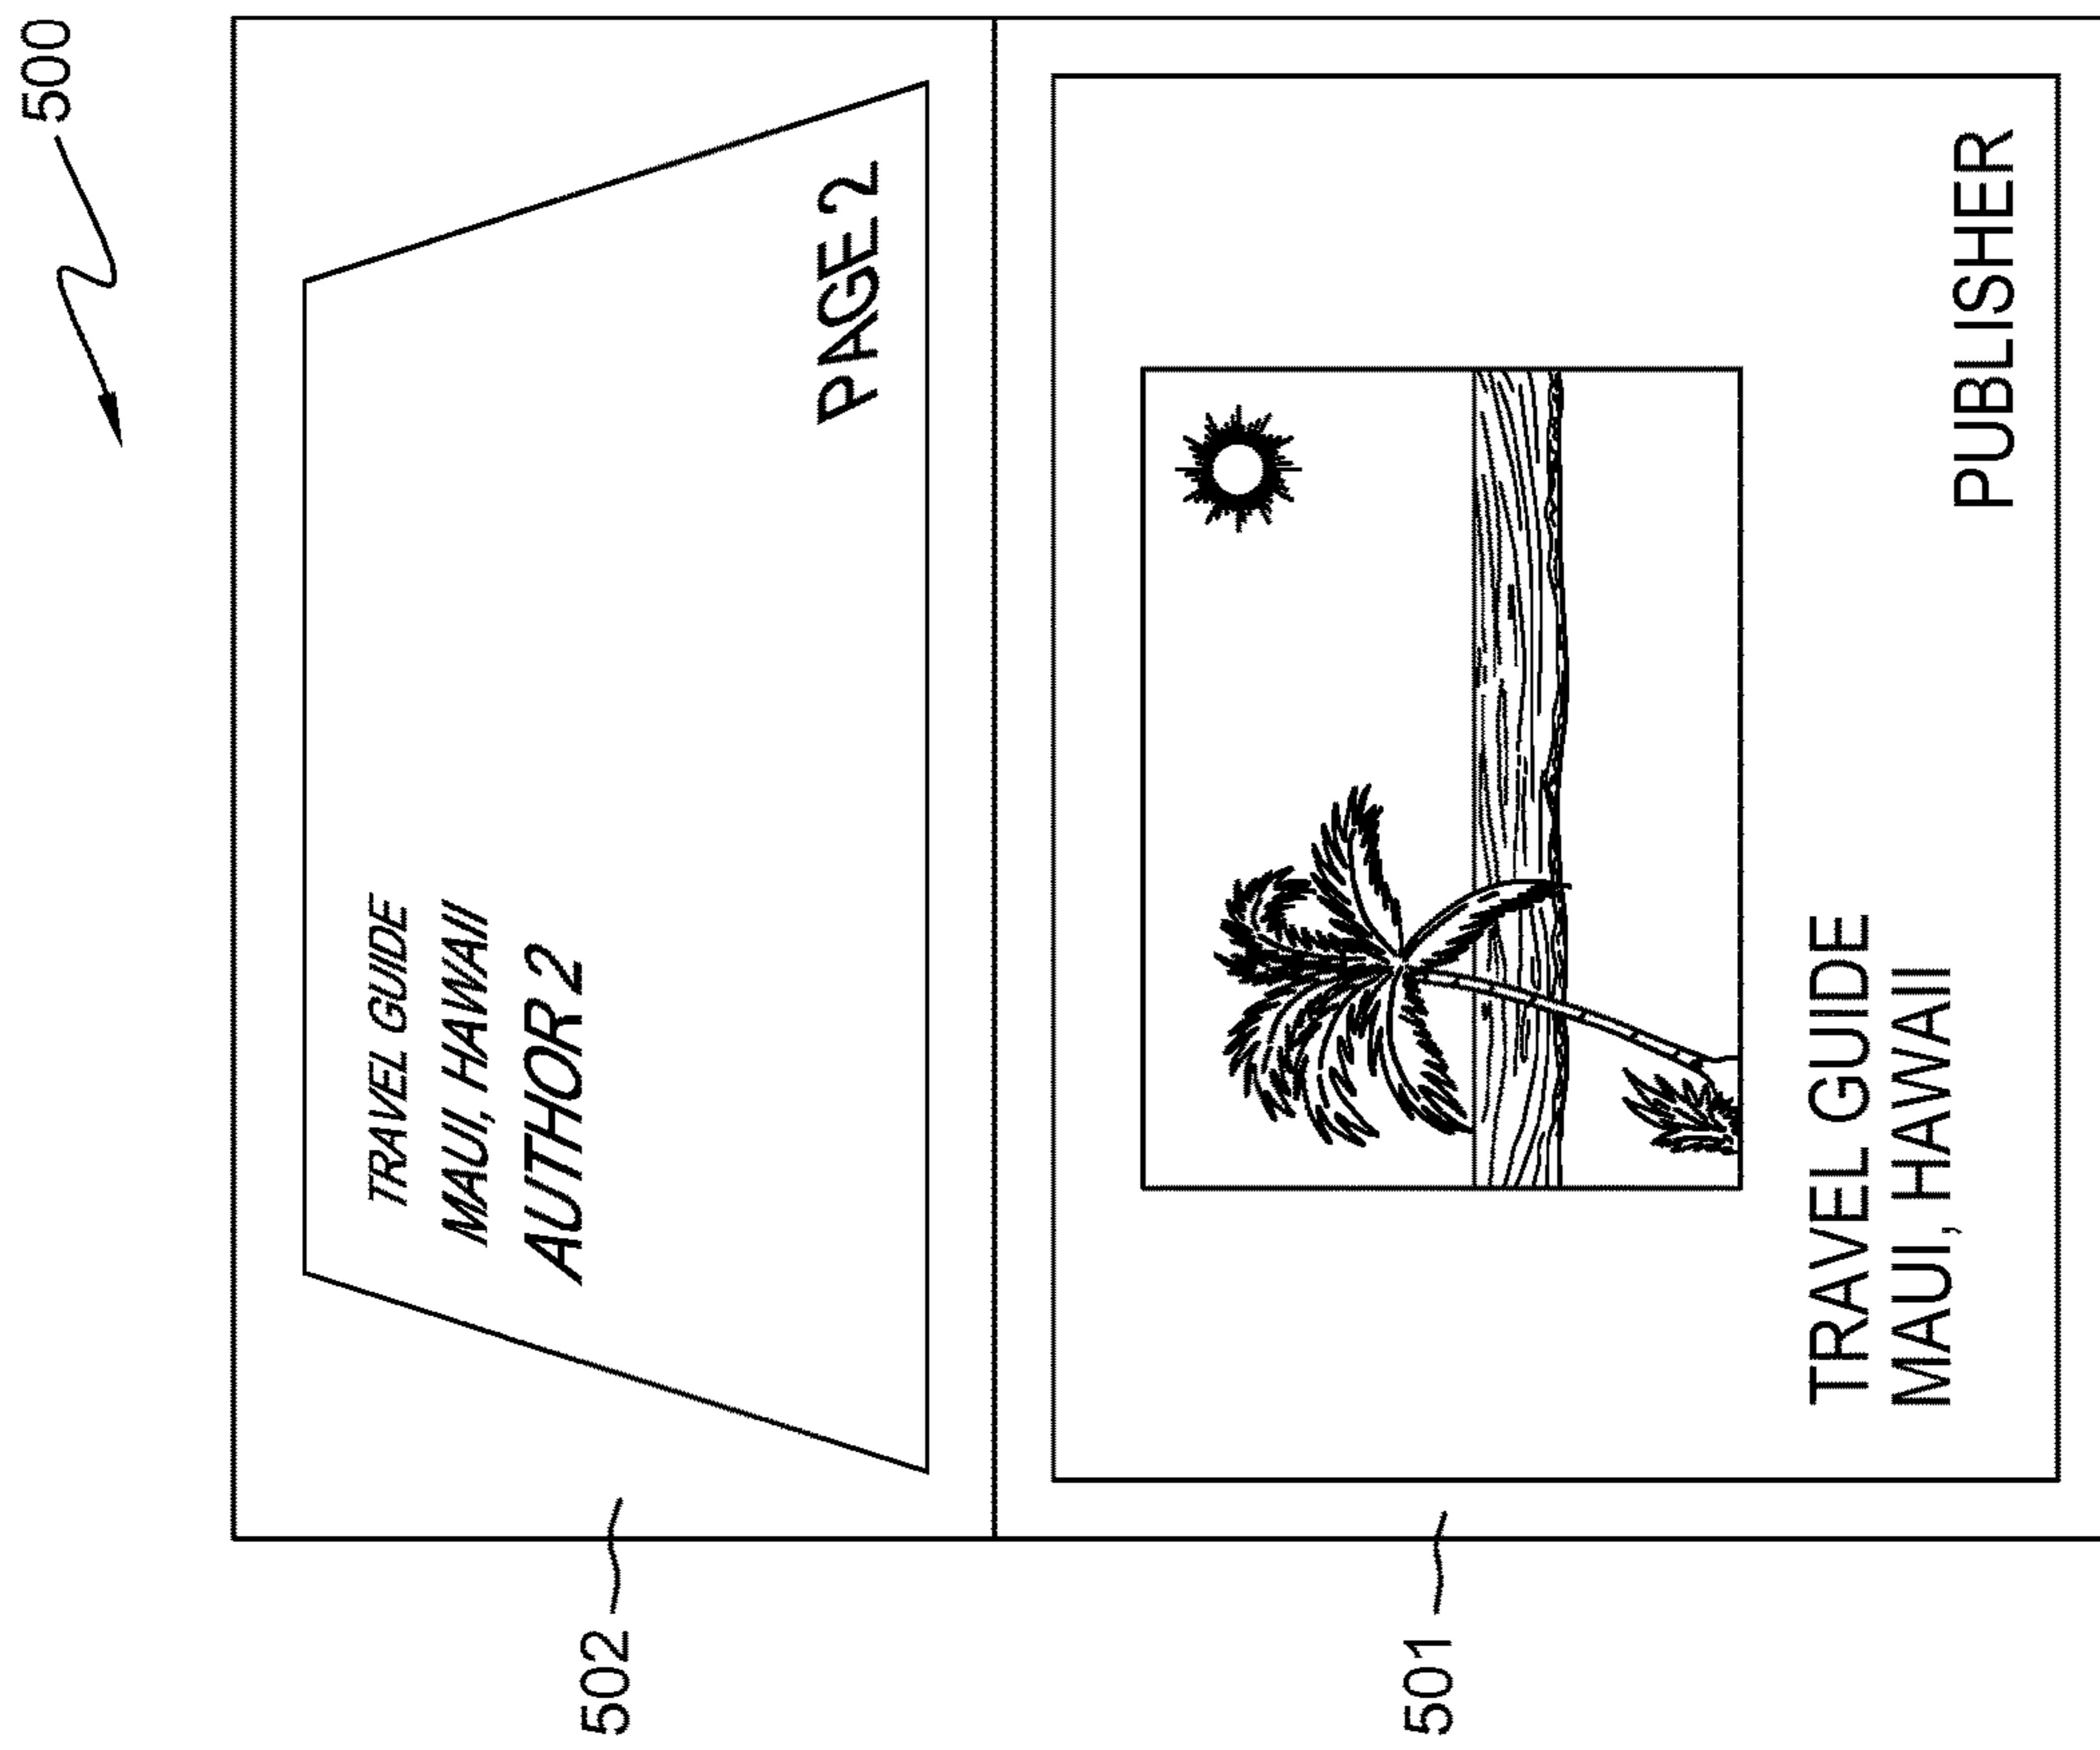 500
TRAVEL GUIDE
MAUI, HAWAII
AUTHOR 2
PAGE 2
502
PUBLISHER
TRAVEL GUIDE
MAUI, HAWAII
501